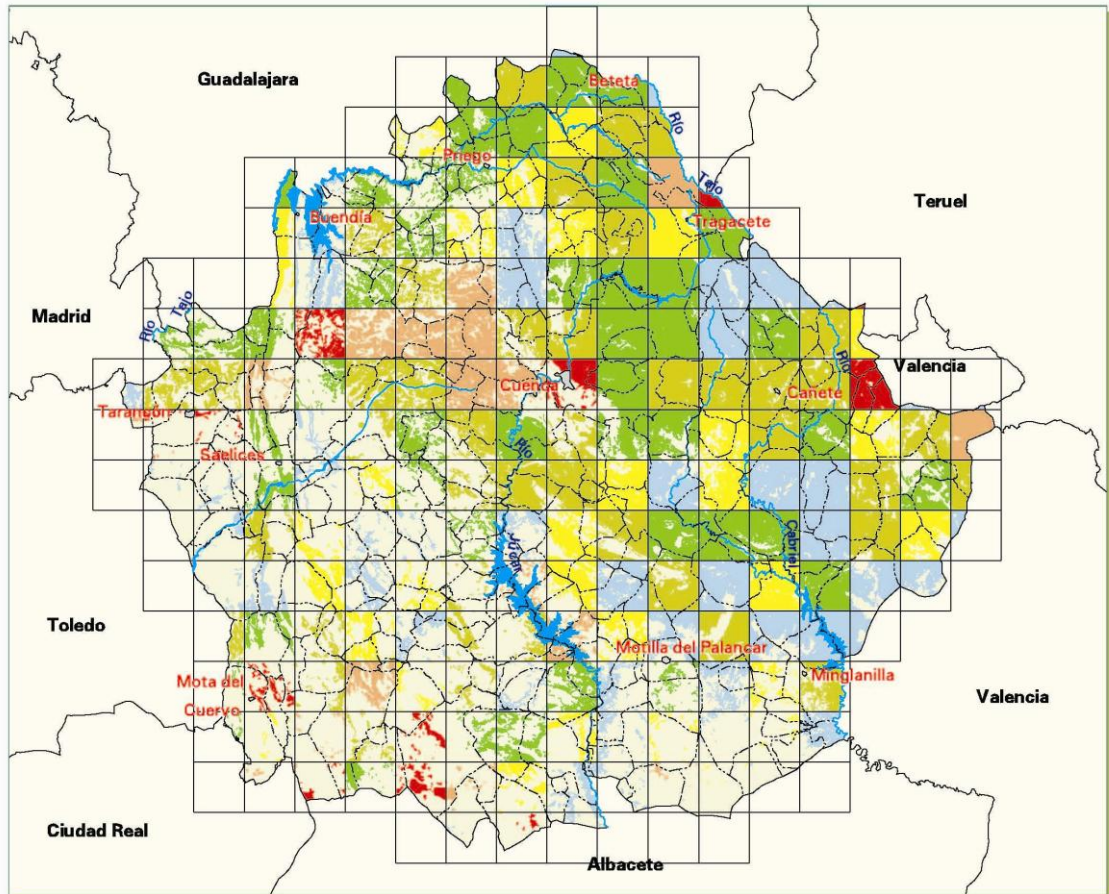 Guadalajara
Beteta
Río
Priego
Tajo
Teruel
Buendía
Tragacete
Madrid
Río Tajo
Río
Valencia
Cuenca
Cañete
Tarancón
Saelices
Río
Cabriel
Júcar
Toledo
Motilla del Palancar
Mota del
Cuervo
Minglanilla
Valencia
Ciudad Real
Albacete